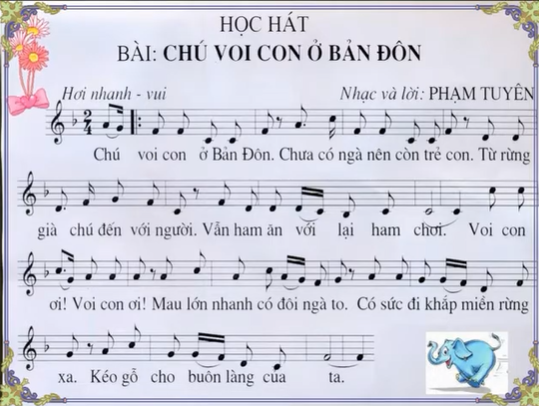 HỌC HÁT
BÀI: CHÚ VOI CON Ở BẢN ĐÔN
Hơi nhanh - vui Nhạc và lời: PHẠM TUYÊN
2
4
Chú voi con ở Bản Đôn. Chưa có ngà nên còn trẻ con. Từ rừng
già chú đến với người. Vẫn ham ăn với lại ham chơi. Voi con
ơi! Voi con ơi! Mau lớn nhanh có đôi ngà to. Có sức đi khắp miền rừng
xa. Kéo gỗ cho buôn làng của ta.